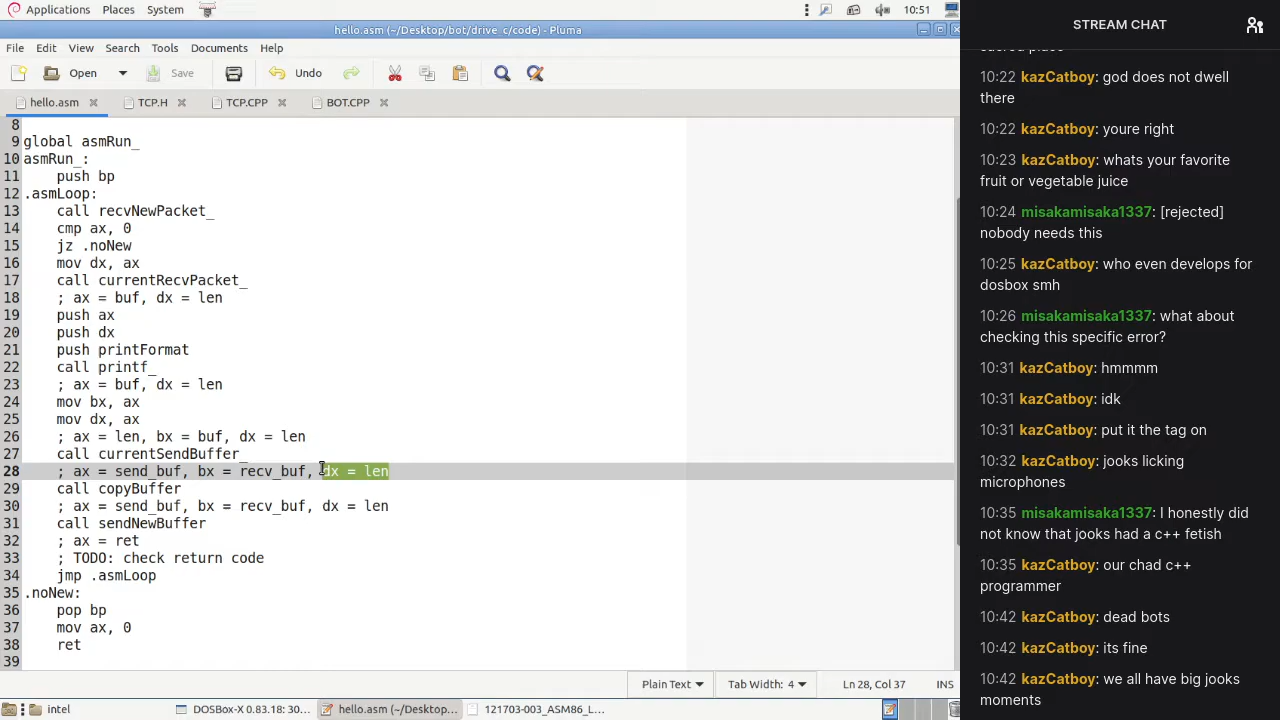 Applications Places System 10:51
hello.asm (~/Desktop/bot/drive_c/code) - Pluma
File Edit View Search Tools Documents Help
Open Save Undo
hello.asm TCP.H TCP.CPP BOT.CPP
8
9 global asmRun_
10 asmRun_:
11 push bp
12 .asmLoop:
13 call recvNewPacket_
14 cmp ax, 0
15 jz .noNew
16 mov dx, ax
17 call currentRecvPacket_
18 ; ax = buf, dx = len
19 push ax
20 push dx
21 push printFormat
22 call printf_
23 ; ax = buf, dx = len
24 mov bx, ax
25 mov dx, ax
26 ; ax = len, bx = buf, dx = len
27 call currentSendBuffer_
28 ; ax = send_buf, bx = recv_buf, dx = len
29 call copyBuffer
30 ; ax = send_buf, bx = recv_buf, dx = len
31 call sendNewBuffer
32 ; ax = ret
33 ; TODO: check return code
34 jmp .asmLoop
35 .noNew:
36 pop bp
37 mov ax, 0
38 ret
39
Plain Text Tab Width: 4 Ln 28, Col 37 INS
intel DOSBox-X 0.83.18: 30... hello.asm (~/Desktop... 121703-003_ASM86_L...
STREAM CHAT
sacred place
10:22 kazCatboy: god does not dwell
there
10:22 kazCatboy: youre right
10:23 kazCatboy: whats your favorite
fruit or vegetable juice
10:24 misakamisaka1337: [rejected]
nobody needs this
10:25 kazCatboy: who even develops for
dosbox smh
10:26 misakamisaka1337: what about
checking this specific error?
10:31 kazCatboy: hmmmm
10:31 kazCatboy: idk
10:31 kazCatboy: put it the tag on
10:32 kazCatboy: jooks licking
microphones
10:35 misakamisaka1337: I honestly did
not know that jooks had a c++ fetish
10:35 kazCatboy: our chad c++
programmer
10:42 kazCatboy: dead bots
10:42 kazCatboy: its fine
10:42 kazCatboy: we all have big jooks
moments